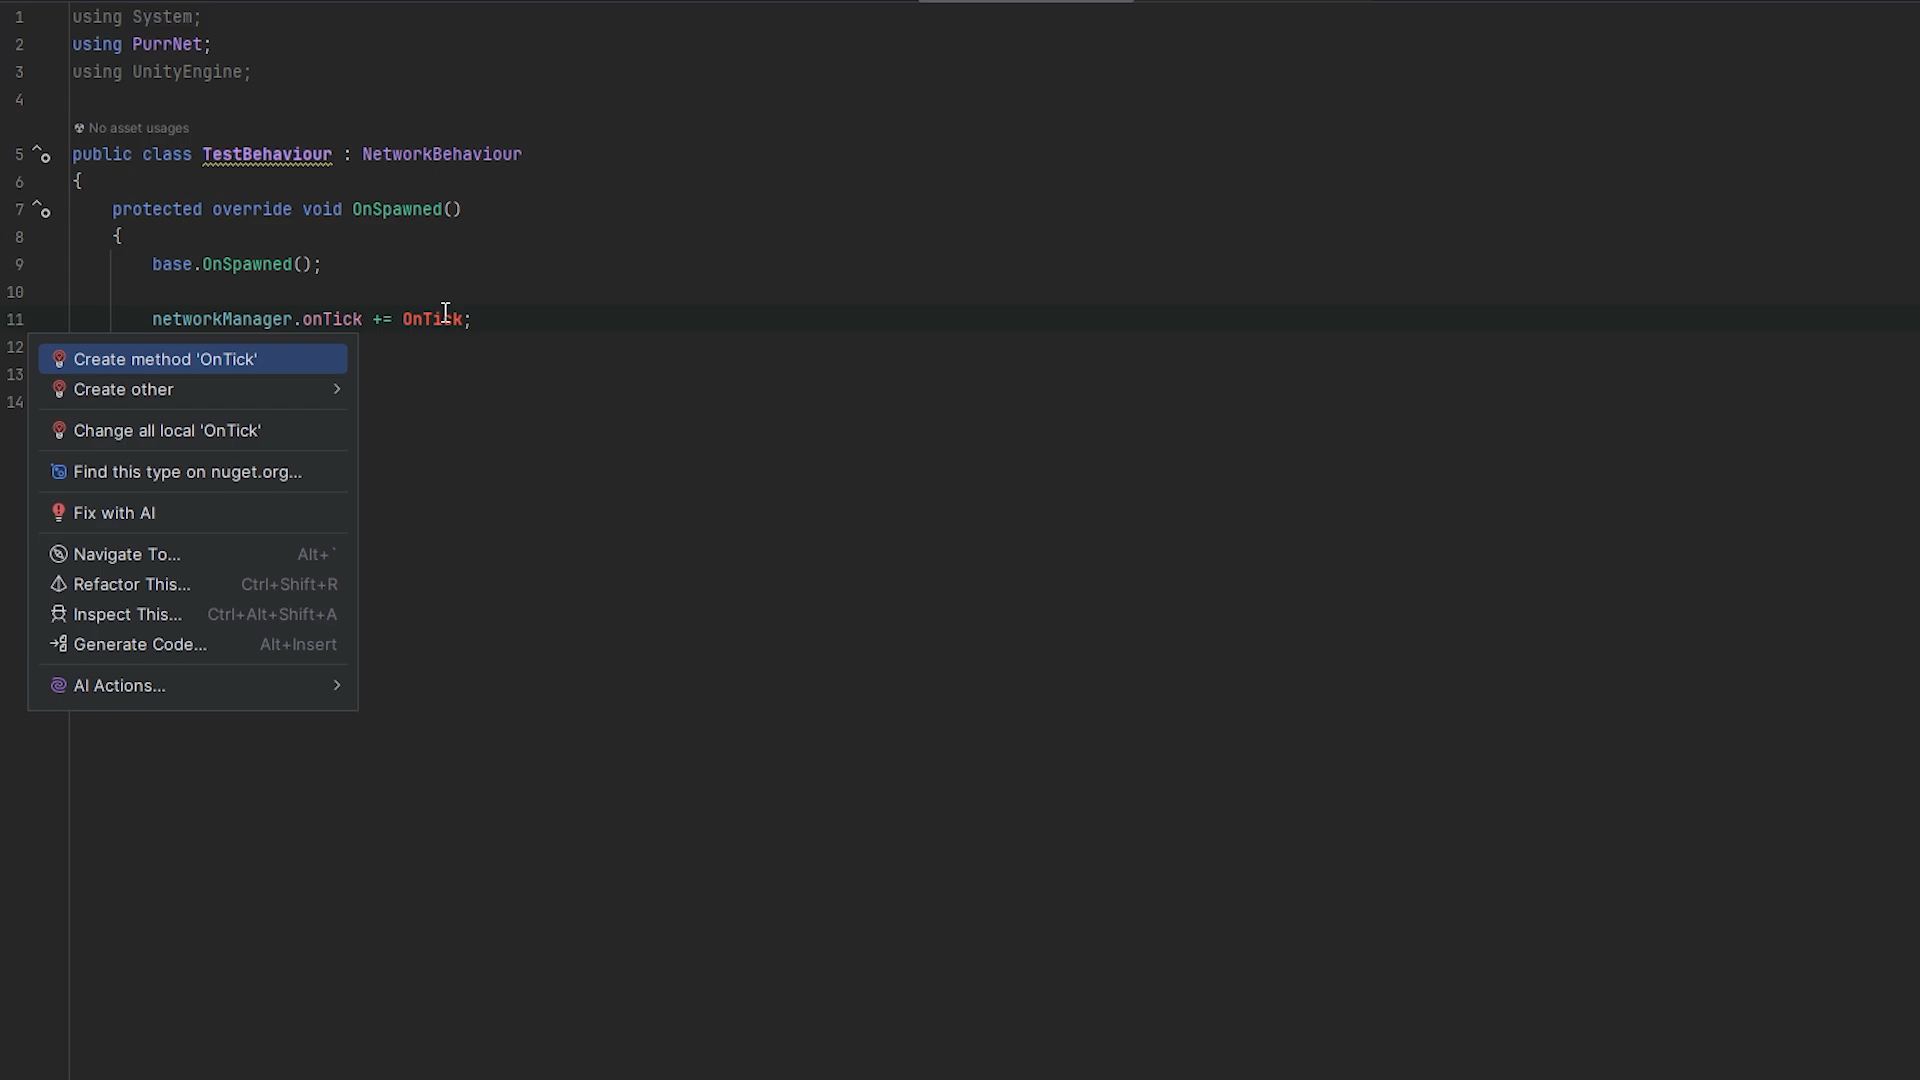 1 using System;
2 using PurrNet;
3 using UnityEngine;
4
No asset usages
5 public class TestBehaviour : NetworkBehaviour
6 {
7 protected override void OnSpawned()
8 {
9 base.OnSpawned();
10
11 networkManager.onTick += OnTick;
12
13
14
Create method 'OnTick'
Create other
Change all local 'OnTick'
Find this type on nuget.org...
Fix with AI
Navigate To... Alt+`
Refactor This... Ctrl+Shift+R
Inspect This... Ctrl+Alt+Shift+A
Generate Code... Alt+Insert
AI Actions...